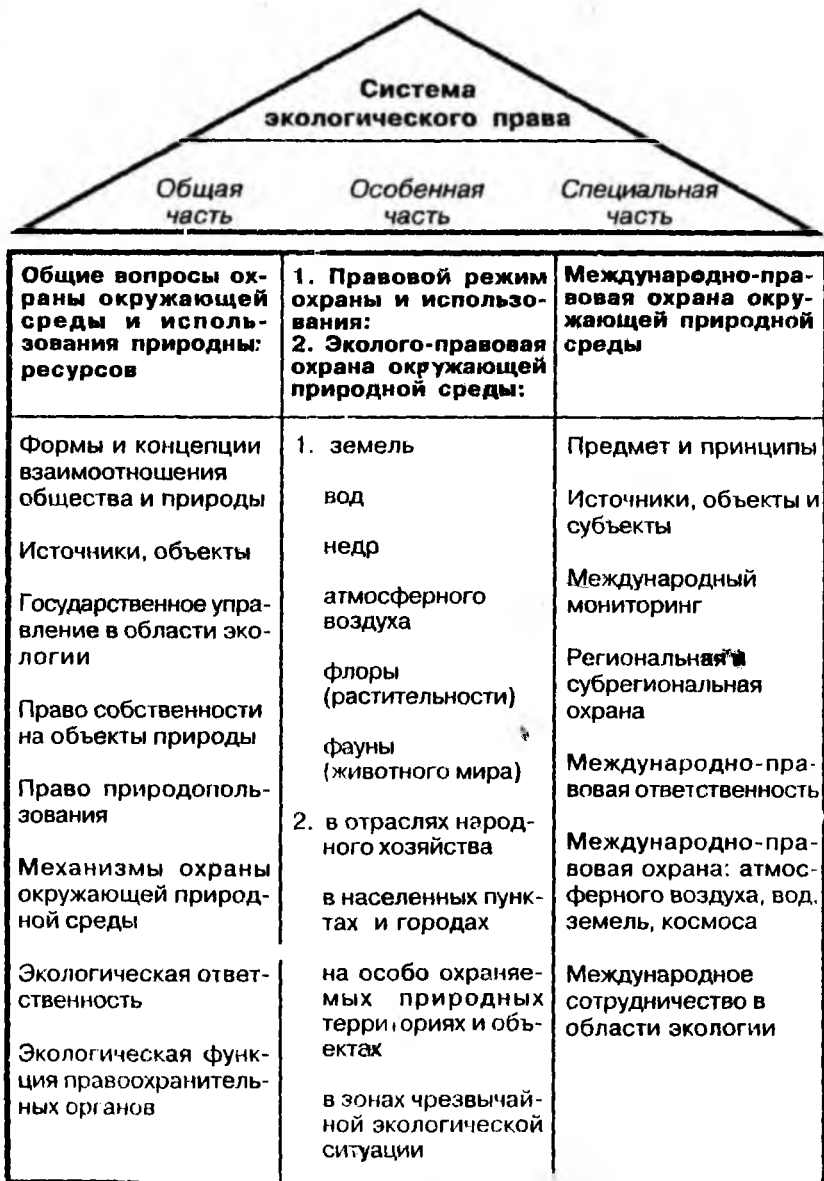 Система
экологического права
Общая
часть
Особенная
часть
Специальная
часть
Общие вопросы ох-
раны окружающей
среды и исполь-
зования природны:
ресурсов
1. Правовой режим
охраны и использо-
вания:
2. Эколого-правовая
охрана окружающей
природной среды:
Международно-пра-
вовая охрана окру-
жающей природной
среды
Формы и концепции
взаимоотношения
общества и природы
Источники, объекты
Государственное упра-
вление в области эко-
логии
Право собственности
на объекты природы
Право природополь-
зования
Механизмы охраны
окружающей природ-
ной среды
Экологическая ответ-
ственность
Экологическая функ-
ция правоохранитель-
ных органов
1. земель
вод
недр
атмосферного
воздуха
флоры
(растительности)
фауны
(животного мира)
2. в отраслях народ-
ного хозяйства
в населенных пунк-
тах и городах
на особо охраняе-
мых природных
территориях и объ-
ектах
в зонах чрезвычай-
ной экологической
ситуации
Предмет и принципы
Источники, объекты и
субъекты
Международный
мониторинг
Региональная и
субрегиональная
охрана
Международно-пра-
вовая ответственность
Международно-пра-
вовая охрана: атмос-
ферного воздуха, вод,
земель, космоса
Международное
сотрудничество в
области экологии